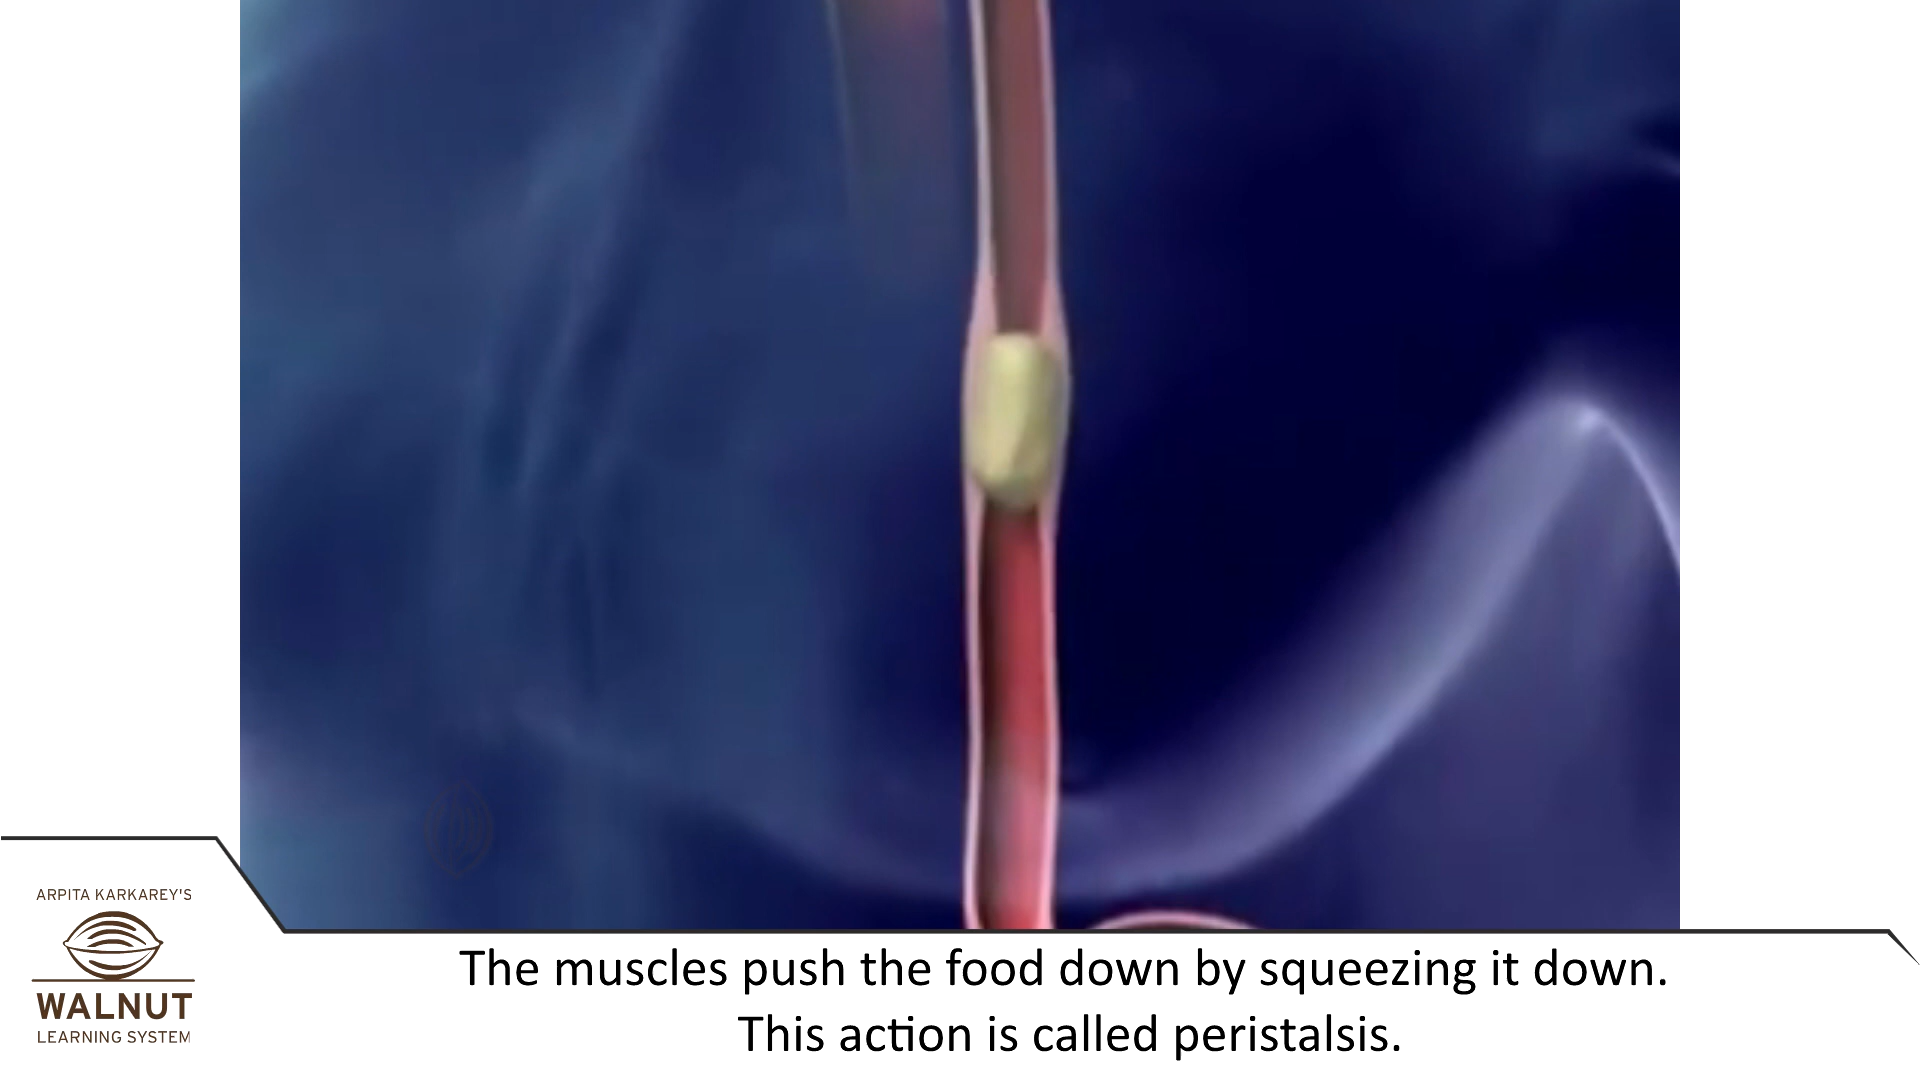 ARPITA KARKAREY'S
WALNUT
LEARNING SYSTEM
The muscles push the food down by squeezing it down.
This action is called peristalsis.